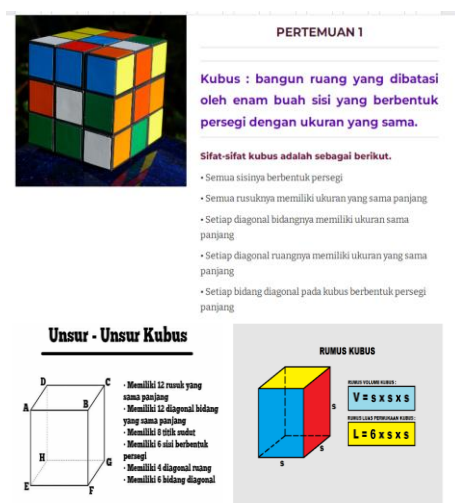 PERTEMUAN 1
Kubus : bangun ruang yang dibatasi
oleh enam buah sisi yang berbentuk
persegi dengan ukuran yang sama.
Sifat-sifat kubus adalah sebagai berikut.
• Semua sisinya berbentuk persegi
• Semua rusuknya memiliki ukuran yang sama panjang
• Setiap diagonal bidangnya memiliki ukuran sama
panjang
• Setiap diagonal ruangnya memiliki ukuran yang sama
panjang
• Setiap bidang diagonal pada kubus berbentuk persegi
panjang
Unsur - Unsur Kubus
D
C
A
B
H
G
E
F
• Memiliki 12 rusuk yang
sama panjang
• Memiliki 12 diagonal bidang
yang sama panjang
• Memiliki 8 titik sudut
• Memiliki 6 sisi berbentuk
persegi
• Memiliki 4 diagonal ruang
• Memiliki 6 bidang diagonal
RUMUS KUBUS
S
S
S
RUMUS VOLUME KUBUS :
V = s x s x s
RUMUS LUAS PERMUKAAN KUBUS :
L = 6 x s x s